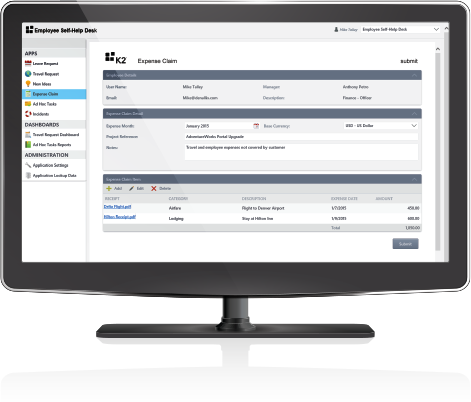 Employee Self-Help Desk
Mike Talley
Employee Self-Help Desk
APPS
Leave Request
Travel Request
New Ideas
Expense Claim
Ad Hoc Tasks
Incidents
DASHBOARDS
Travel Request Dashboard
Ad Hoc Tasks Reports
ADMINISTRATION
Application Settings
Application Lookup Data
K2 Expense Claim submit
Employee Details
User Name: Mike Talley Manager: Anthony Petro
Email: Description: Finance - Officer
Expense Claim Detail
Expense Month: January 2015 Base Currency: USD - US Dollar
Project Reference: AdventureWorks Portal Upgrade
Notes: Travel and employee expenses not covered by customer
Expense Claim Items
Add Edit Delete
RECEIPT CATEGORY DESCRIPTION EXPENSE DATE AMOUNT
Delta Flight.pdf Airfare Flight to Denver Airport 1/7/2015 450.00
Hilton Receipt.pdf Lodging Stay at Hilton Inn 1/9/2015 600.00
Total 1,050.00
Submit